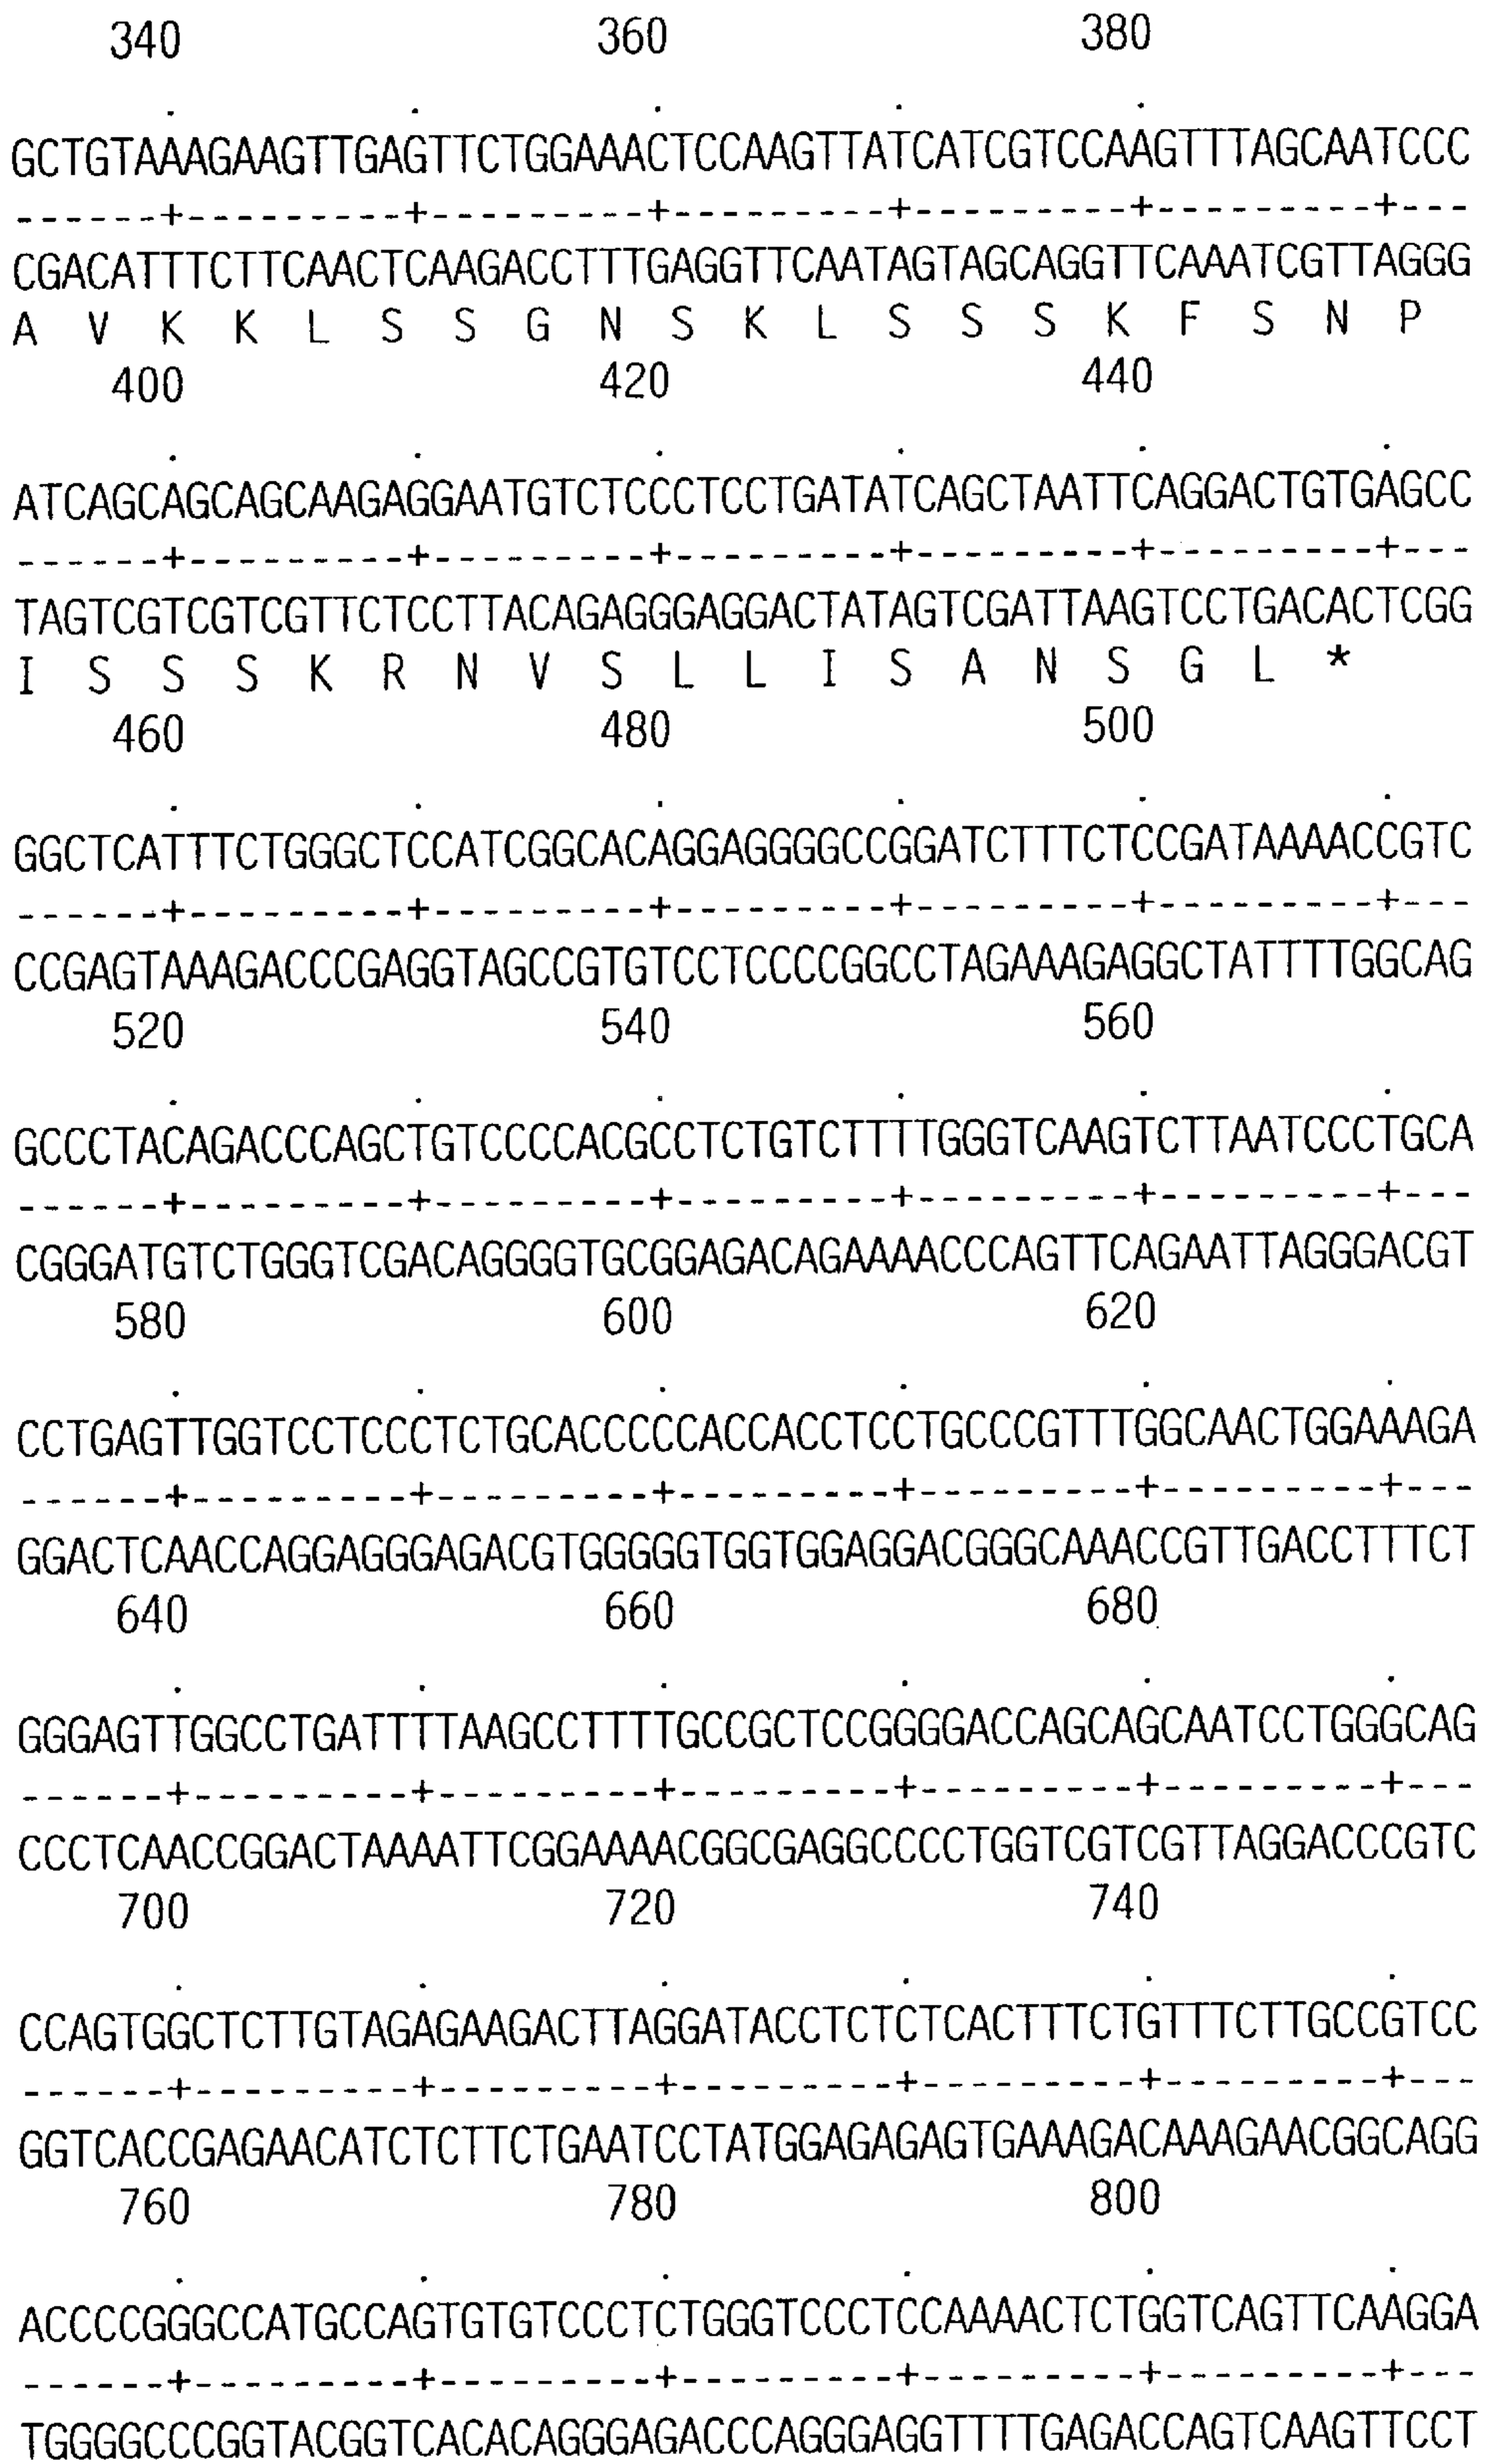 340 360 380
. . . . .
GCTGTAAAGAAGTTGAGTTCTGGAAACTCCAAGTTATCATCGTCCAAGTTTAGCAATCCC
------+---------+---------+---------+---------+---------+---
CGACATTTCTTCAACTCAAGACCTTTGAGGTTCAATAGTAGCAGGTTCAAATCGTTAGGG
A V K K L S S G N S K L S S S K F S N P
400 420 440
. . . . . .
ATCAGCAGCAGCAAGAGGAATGTCTCCCTCCTGATATCAGCTAATTCAGGACTGTGAGCC
------+---------+---------+---------+---------+---------+---
TAGTCGTCGTCGTTCTCCTTACAGAGGGAGGACTATAGTCGATTAAGTCCTGACACTCGG
I S S S K R N V S L L I S A N S G L *
460 480 500
. . . . . .
GGCTCATTTCTGGGCTCCATCGGCACAGGAGGGGCCGGATCTTTCTCCGATAAAACCGTC
------+---------+---------+---------+---------+---------+---
CCGAGTAAAGACCCGAGGTAGCCGTGTCCTCCCCGGCCTAGAAAGAGGCTATTTTGGCAG
520 540 560
. . . . . .
GCCCTACAGACCCAGCTGTCCCCACGCCTCTGTCTTTTGGGTCAAGTCTTAATCCCTGCA
------+---------+---------+---------+---------+---------+---
CGGGATGTCTGGGTCGACAGGGGTGCGGAGACAGAAAACCCAGTTCAGAATTAGGGACGT
580 600 620
. . . . . .
CCTGAGTTGGTCCTCCCTCTGCACCCCCACCACCTCCTGCCCGTTTGGCAACTGGAAAGA
------+---------+---------+---------+---------+---------+---
GGACTCAACCAGGAGGGAGACGTGGGGGTGGTGGAGGACGGGCAAACCGTTGACCTTTCT
640 660 680
. . . . . .
GGGAGTTGGCCTGATTTTAAGCCTTTTGCCGCTCCGGGGACCAGCAGCAATCCTGGGCAG
------+---------+---------+---------+---------+---------+---
CCCTCAACCGGACTAAAATTCGGAAAACGGCGAGGCCCCTGGTCGTCGTTAGGACCCGTC
700 720 740
. . . . . .
CCAGTGGCTCTTGTAGAGAAGACTTAGGATACCTCTCTCACTTTCTGTTTCTTGCCGTCC
------+---------+---------+---------+---------+---------+---
GGTCACCGAGAACATCTCTTCTGAATCCTATGGAGAGAGTGAAAGACAAAGAACGGCAGG
760 780 800
. . . . . .
ACCCCGGGCCATGCCAGTGTGTCCCTCTGGGTCCCTCCAAAACTCTGGTCAGTTCAAGGA
------+---------+---------+---------+---------+---------+---
TGGGGCCCGGTACGGTCACACAGGGAGACCCAGGGAGGTTTTGAGACCAGTCAAGTTCCT